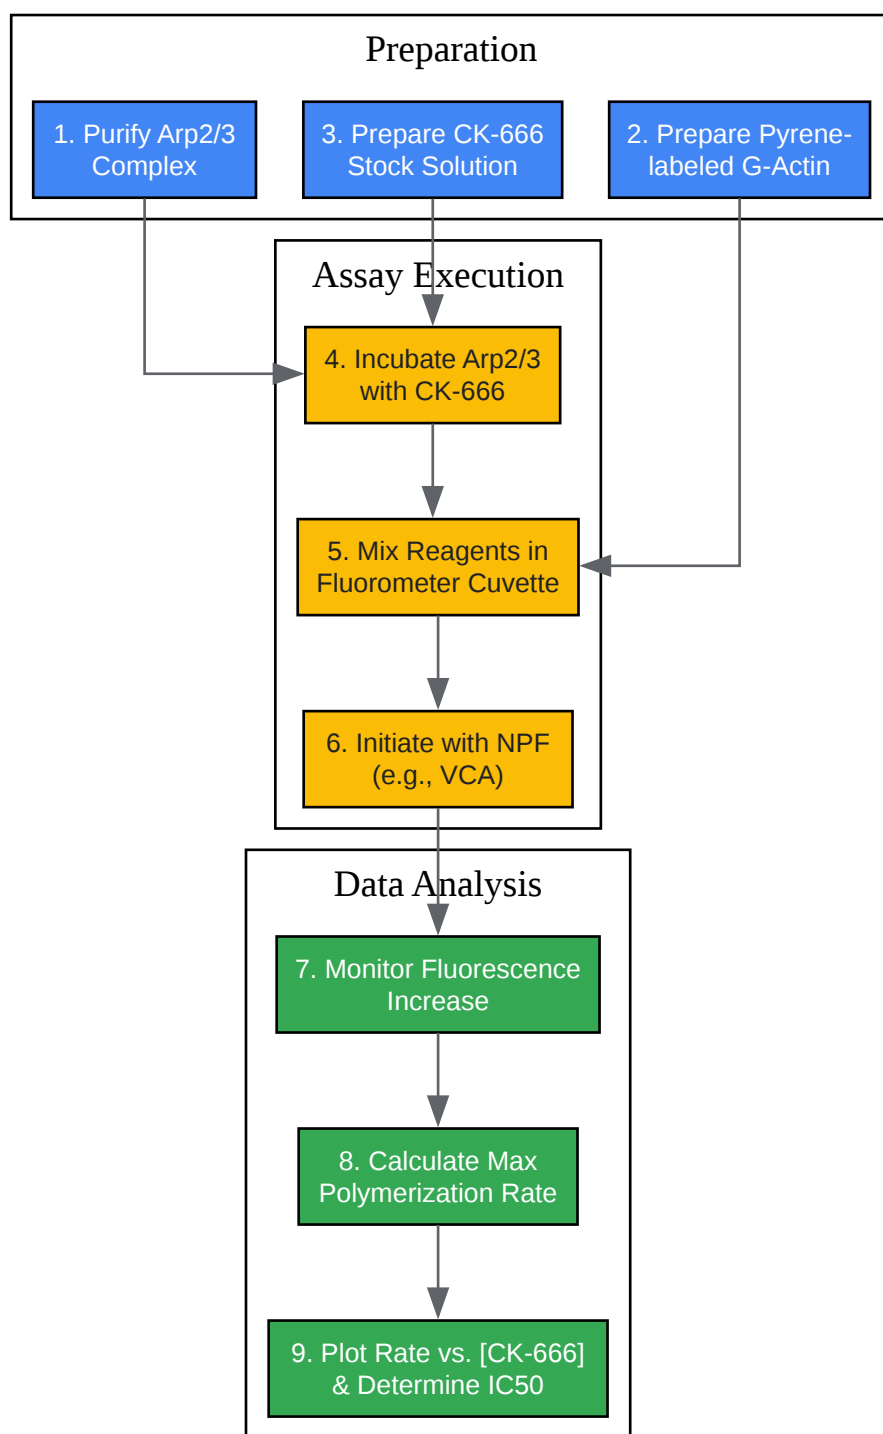 Preparation
1. Purify Arp2/3
Complex
3. Prepare CK-666
Stock Solution
2. Prepare Pyrene-
labeled G-Actin
Assay Execution
4. Incubate Arp2/3
with CK-666
5. Mix Reagents in
Fluorometer Cuvette
6. Initiate with NPF
(e.g., VCA)
Data Analysis
7. Monitor Fluorescence
Increase
8. Calculate Max
Polymerization Rate
9. Plot Rate vs. [CK-666]
& Determine IC50